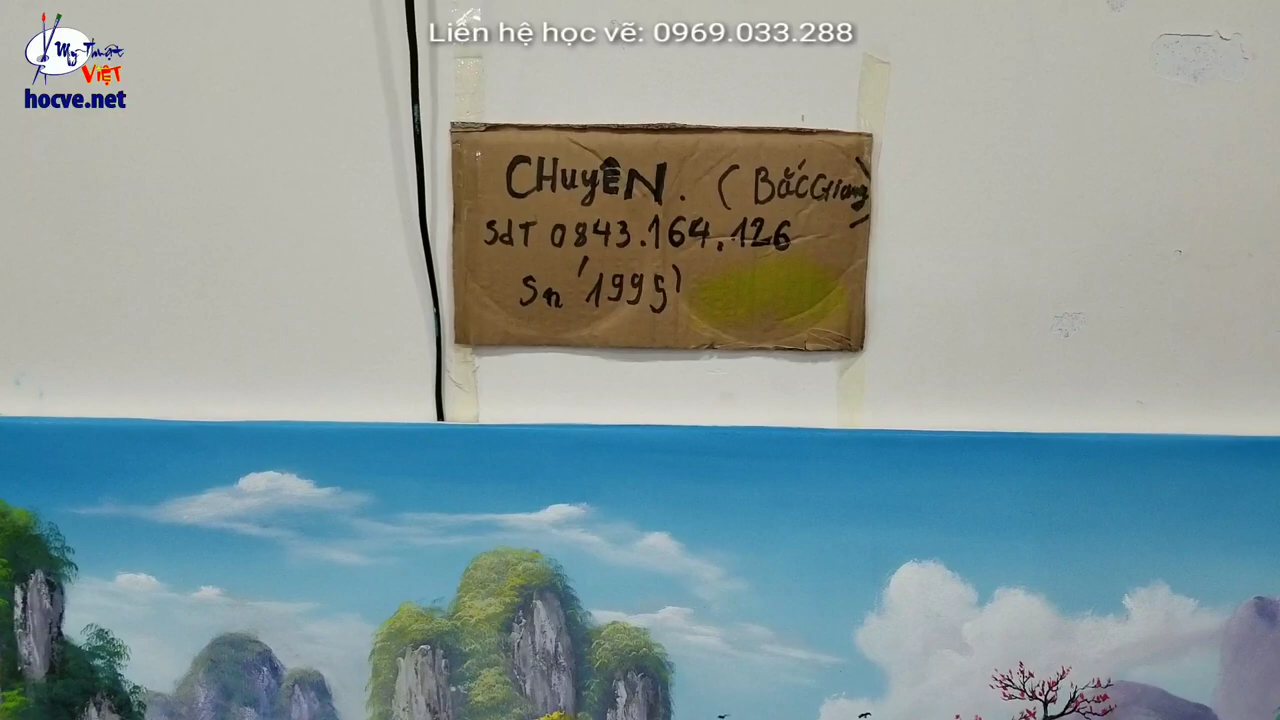 Liên hệ học vẽ: 0969.033.288
Mỹ Thuật
VIỆT
hocve.net
CHuyÊN. (BắcGiang)
SdT 0843.164.126
Sn '1995'